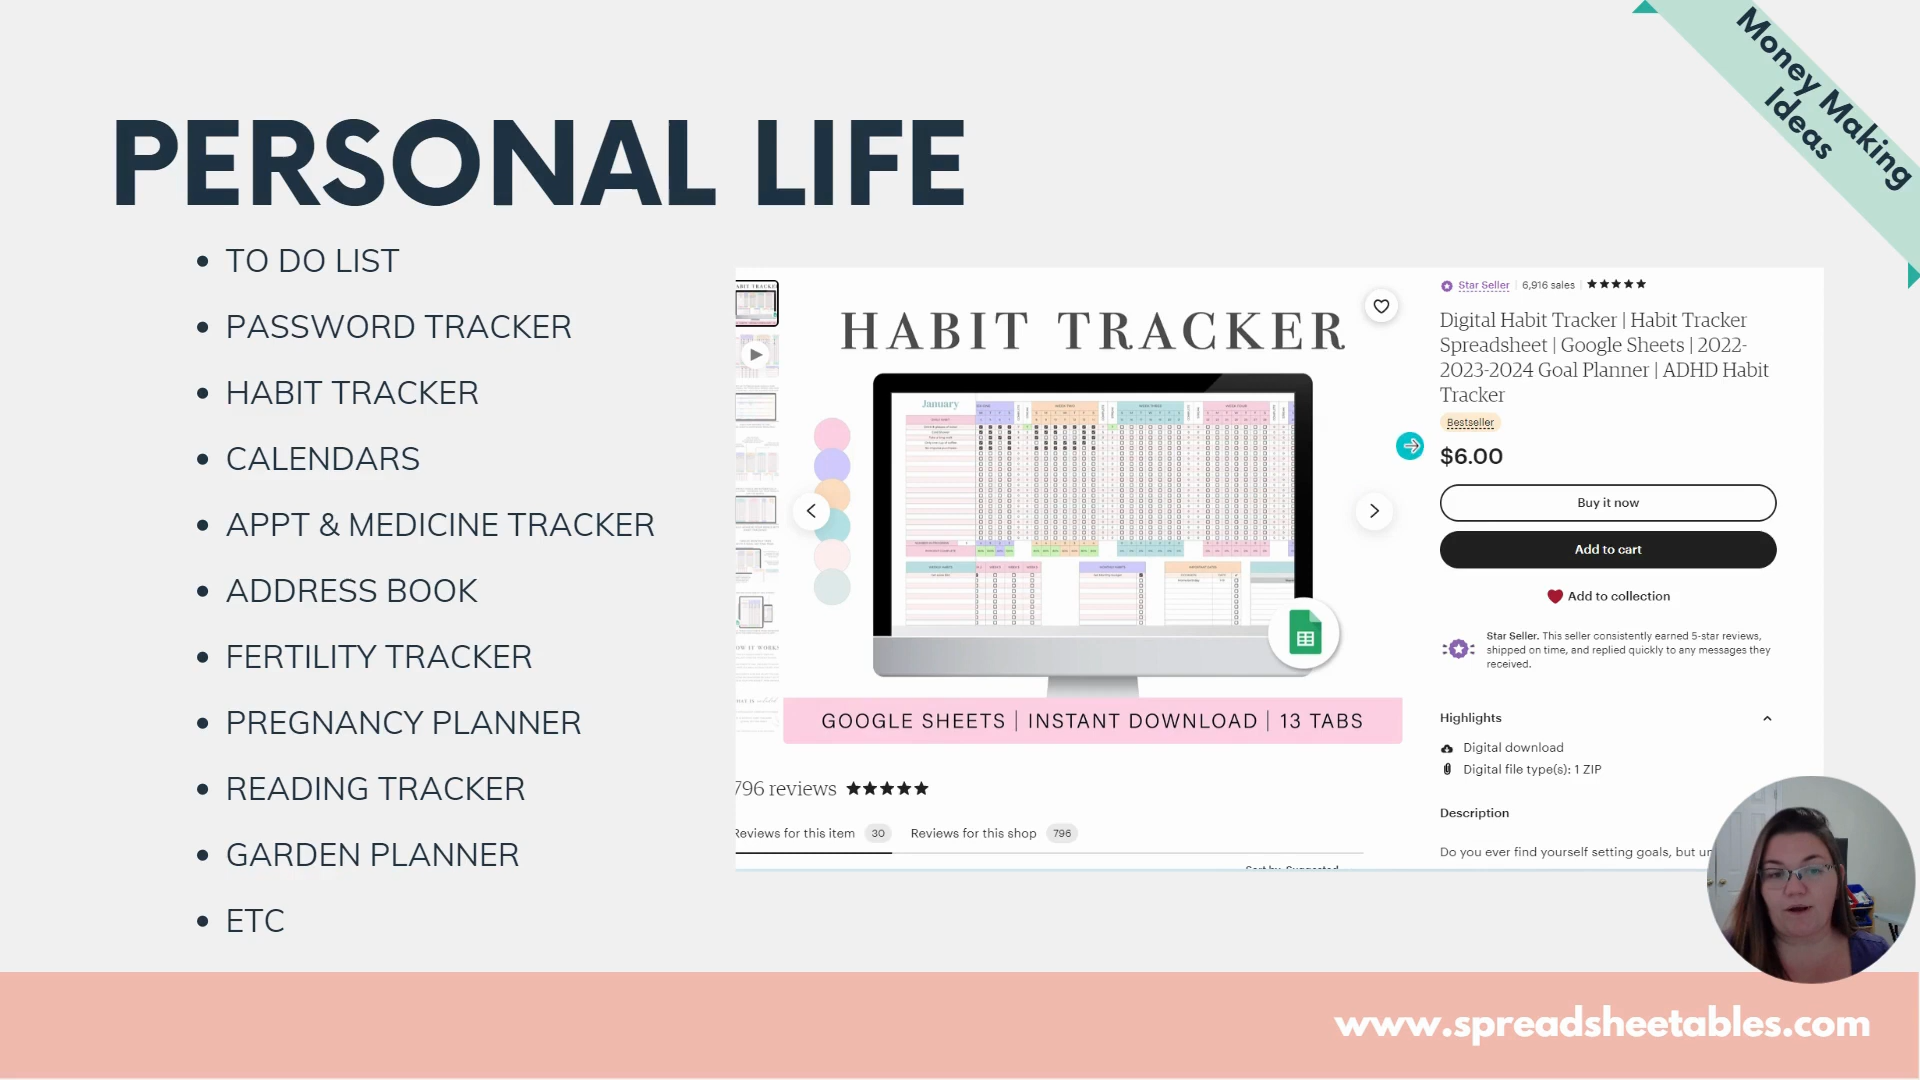 Money Making
Ideas
PERSONAL LIFE
• TO DO LIST
• PASSWORD TRACKER
• HABIT TRACKER
• CALENDARS
• APPT & MEDICINE TRACKER
• ADDRESS BOOK
• FERTILITY TRACKER
• PREGNANCY PLANNER
• READING TRACKER
• GARDEN PLANNER
• ETC
HABIT TRACKER
January
GOOGLE SHEETS | INSTANT DOWNLOAD | 13 TABS
796 reviews ★★★★★
Reviews for this item 30 Reviews for this shop 796
Star Seller | 6,916 sales | ★★★★★
Digital Habit Tracker | Habit Tracker
Spreadsheet | Google Sheets | 2022-
2023-2024 Goal Planner | ADHD Habit
Tracker
Bestseller
$6.00
Buy it now
Add to cart
Add to collection
Star Seller. This seller consistently earned 5-star reviews,
shipped on time, and replied quickly to any messages they
received.
Highlights
Digital download
Digital file type(s): 1 ZIP
Description
Do you ever find yourself setting goals, but
www.spreadsheetables.com